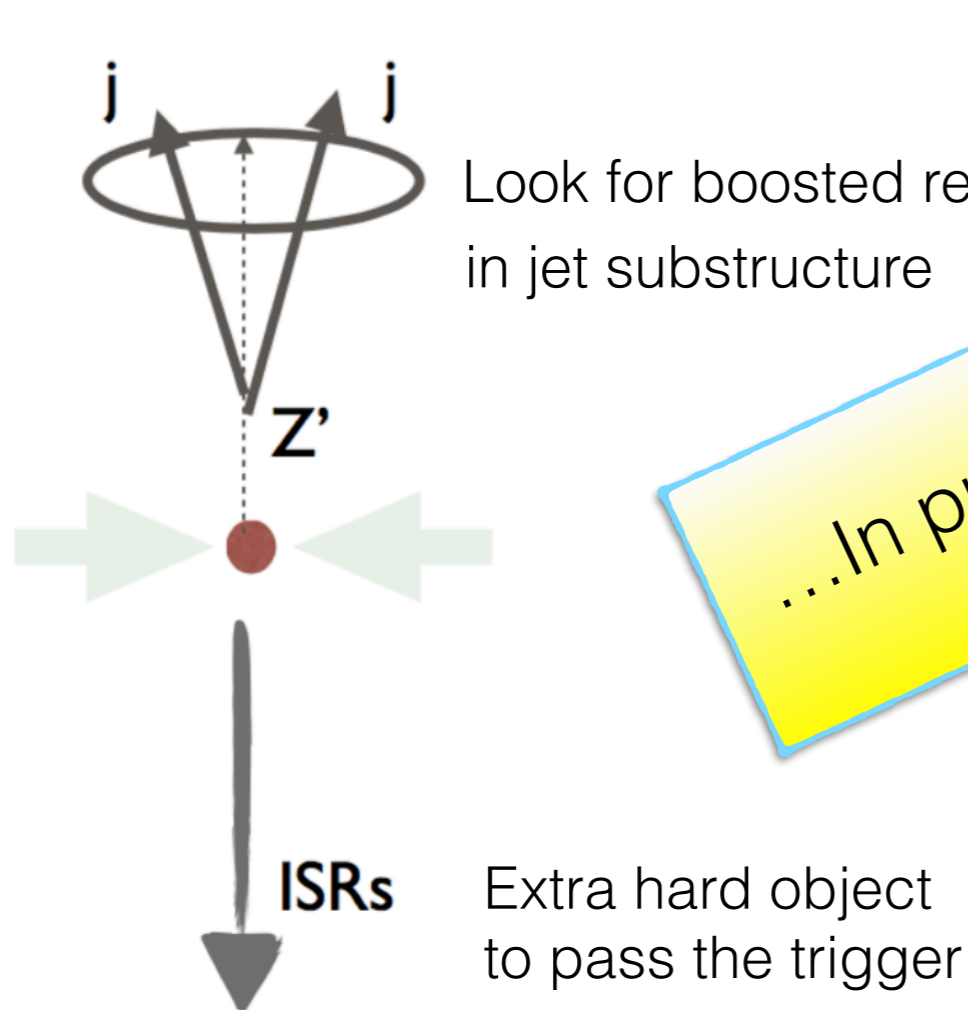 j j
Look for boosted re
in jet substructure
Z’
…In p
ISRs
Extra hard object
to pass the trigger